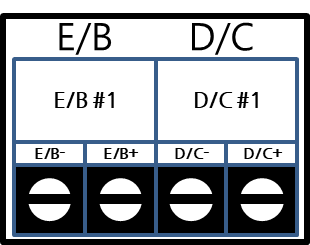 E/B D/C
E/B #1 D/C #1
E/B- E/B+ D/C- D/C+